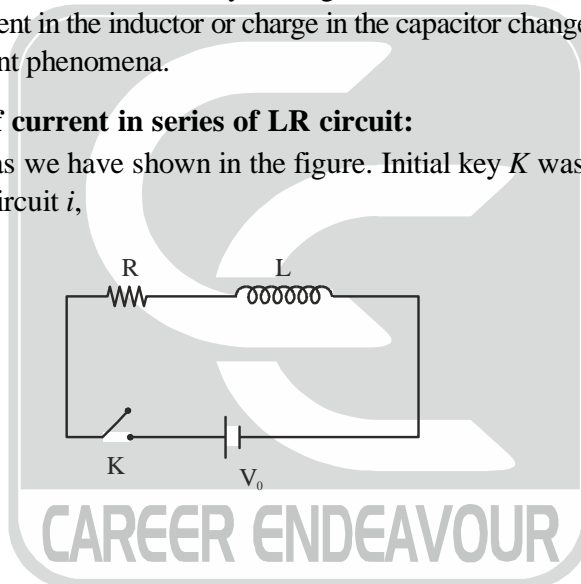 ent in the inductor or charge in the capacitor change
nt phenomena.
f current in series of LR circuit:
as we have shown in the figure. Initial key K was
ircuit i,
R L
K
V₀
CAREER ENDEAVOUR